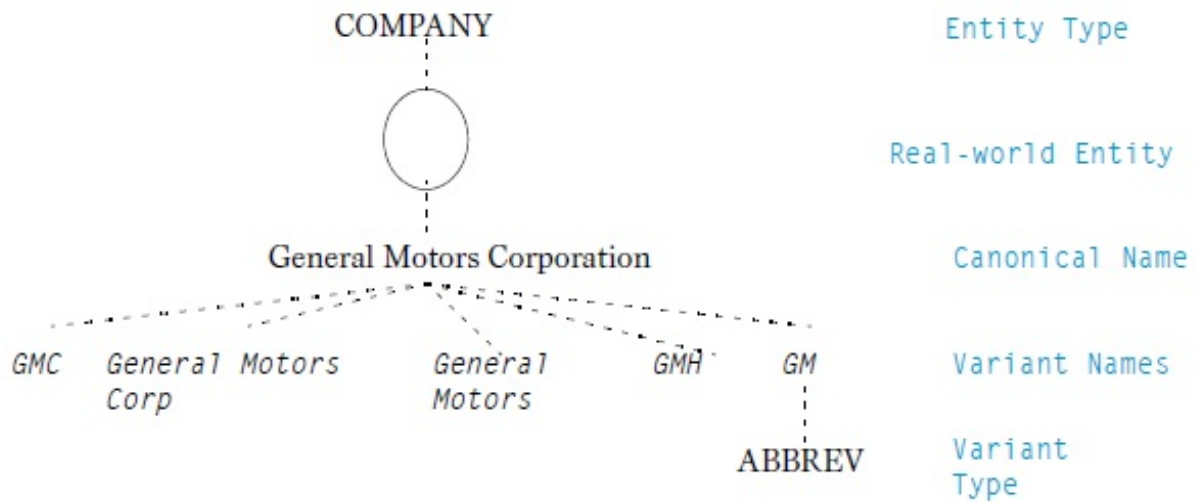 COMPANY Entity Type
Real-world Entity
General Motors Corporation Canonical Name
GMC General Motors General GMH GM Variant Names
Corp Motors
ABBREV Variant
Type